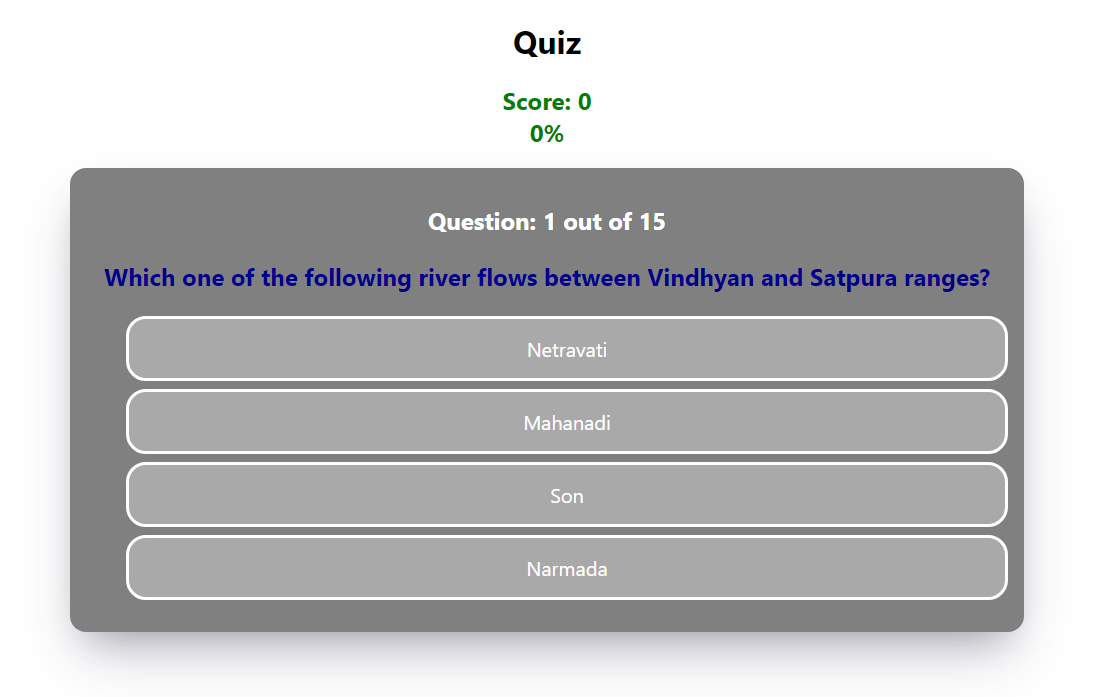 Quiz
Score: 0
0%
Question: 1 out of 15
Which one of the following river flows between Vindhyan and Satpura ranges?
Netravati
Mahanadi
Son
Narmada